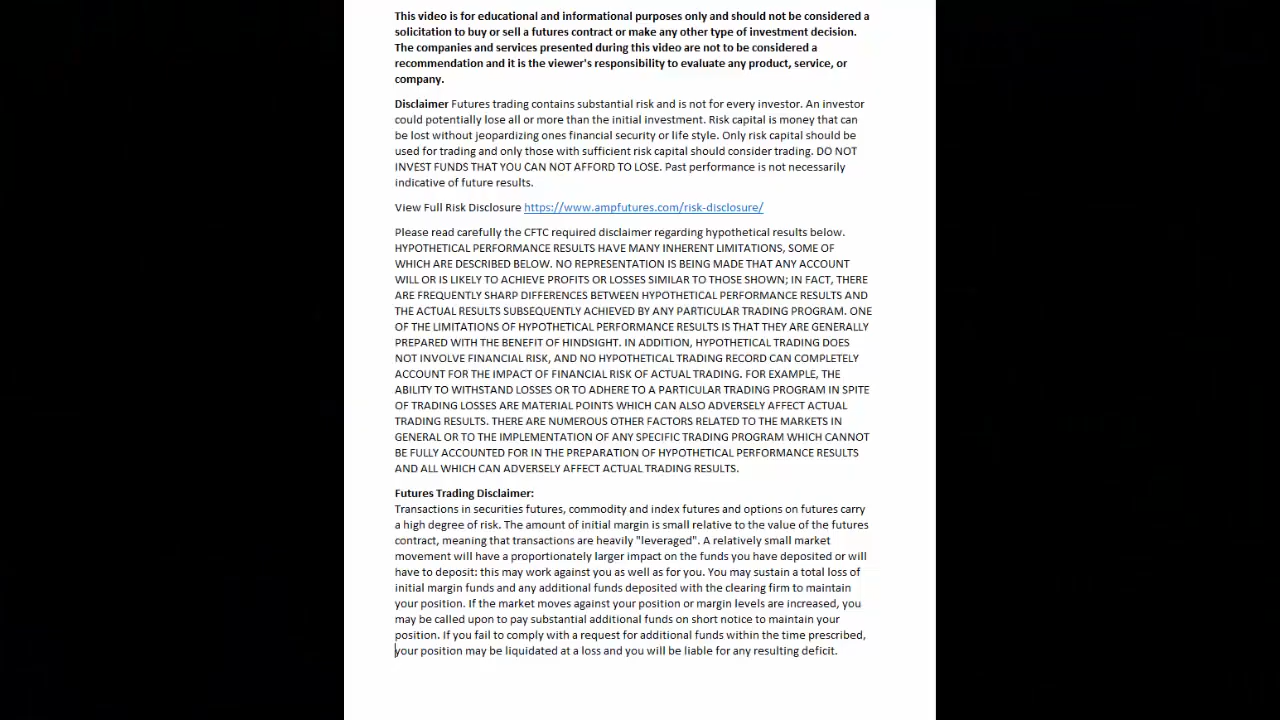 This video is for educational and informational purposes only and should not be considered a
solicitation to buy or sell a futures contract or make any other type of investment decision.
The companies and services presented during this video are not to be considered a
recommendation and it is the viewer's responsibility to evaluate any product, service, or
company.
Disclaimer Futures trading contains substantial risk and is not for every investor. An investor
could potentially lose all or more than the initial investment. Risk capital is money that can
be lost without jeopardizing ones financial security or life style. Only risk capital should be
used for trading and only those with sufficient risk capital should consider trading. DO NOT
INVEST FUNDS THAT YOU CAN NOT AFFORD TO LOSE. Past performance is not necessarily
indicative of future results.
View Full Risk Disclosure https://www.ampfutures.com/risk-disclosure/
Please read carefully the CFTC required disclaimer regarding hypothetical results below.
HYPOTHETICAL PERFORMANCE RESULTS HAVE MANY INHERENT LIMITATIONS, SOME OF
WHICH ARE DESCRIBED BELOW. NO REPRESENTATION IS BEING MADE THAT ANY ACCOUNT
WILL OR IS LIKELY TO ACHIEVE PROFITS OR LOSSES SIMILAR TO THOSE SHOWN; IN FACT, THERE
ARE FREQUENTLY SHARP DIFFERENCES BETWEEN HYPOTHETICAL PERFORMANCE RESULTS AND
THE ACTUAL RESULTS SUBSEQUENTLY ACHIEVED BY ANY PARTICULAR TRADING PROGRAM. ONE
OF THE LIMITATIONS OF HYPOTHETICAL PERFORMANCE RESULTS IS THAT THEY ARE GENERALLY
PREPARED WITH THE BENEFIT OF HINDSIGHT. IN ADDITION, HYPOTHETICAL TRADING DOES
NOT INVOLVE FINANCIAL RISK, AND NO HYPOTHETICAL TRADING RECORD CAN COMPLETELY
ACCOUNT FOR THE IMPACT OF FINANCIAL RISK OF ACTUAL TRADING. FOR EXAMPLE, THE
ABILITY TO WITHSTAND LOSSES OR TO ADHERE TO A PARTICULAR TRADING PROGRAM IN SPITE
OF TRADING LOSSES ARE MATERIAL POINTS WHICH CAN ALSO ADVERSELY AFFECT ACTUAL
TRADING RESULTS. THERE ARE NUMEROUS OTHER FACTORS RELATED TO THE MARKETS IN
GENERAL OR TO THE IMPLEMENTATION OF ANY SPECIFIC TRADING PROGRAM WHICH CANNOT
BE FULLY ACCOUNTED FOR IN THE PREPARATION OF HYPOTHETICAL PERFORMANCE RESULTS
AND ALL WHICH CAN ADVERSELY AFFECT ACTUAL TRADING RESULTS.
Futures Trading Disclaimer:
Transactions in securities futures, commodity and index futures and options on futures carry
a high degree of risk. The amount of initial margin is small relative to the value of the futures
contract, meaning that transactions are heavily "leveraged". A relatively small market
movement will have a proportionately larger impact on the funds you have deposited or will
have to deposit: this may work against you as well as for you. You may sustain a total loss of
initial margin funds and any additional funds deposited with the clearing firm to maintain
your position. If the market moves against your position or margin levels are increased, you
may be called upon to pay substantial additional funds on short notice to maintain your
position. If you fail to comply with a request for additional funds within the time prescribed,
your position may be liquidated at a loss and you will be liable for any resulting deficit.